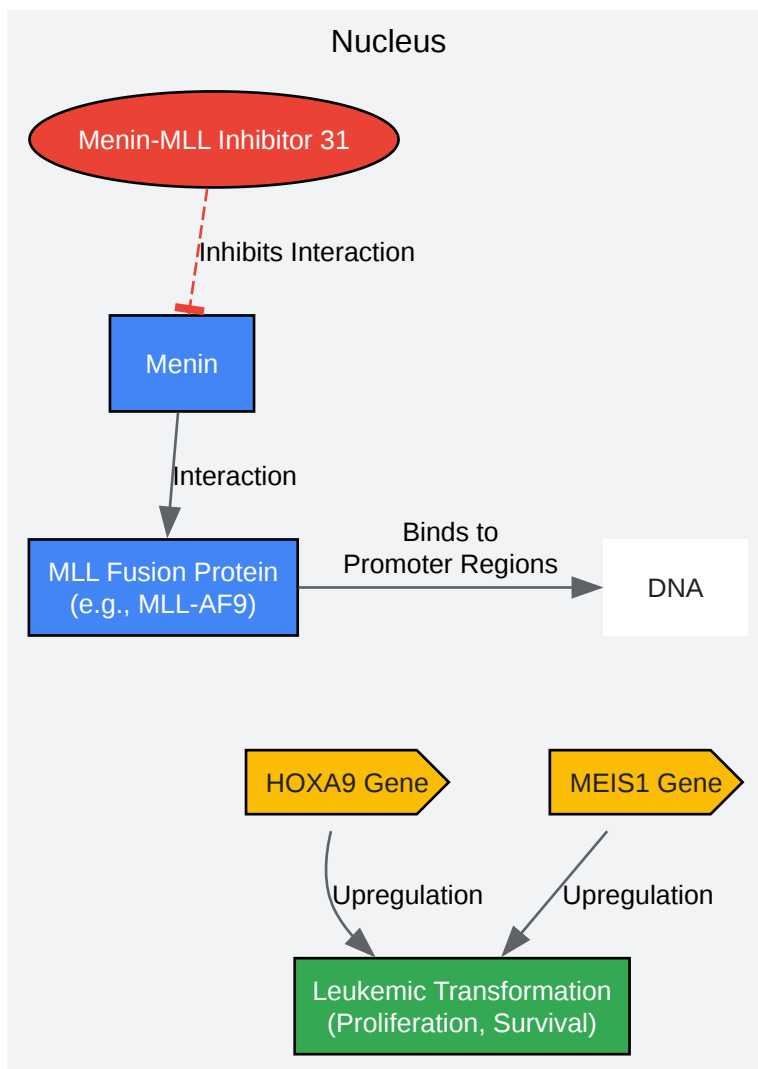 Nucleus
Menin-MLL Inhibitor 31
Inhibits Interaction
Menin
Interaction
MLL Fusion Protein
(e.g., MLL-AF9)
Binds to
Promoter Regions
DNA
HOXA9 Gene
MEIS1 Gene
Upregulation
Upregulation
Leukemic Transformation
(Proliferation, Survival)